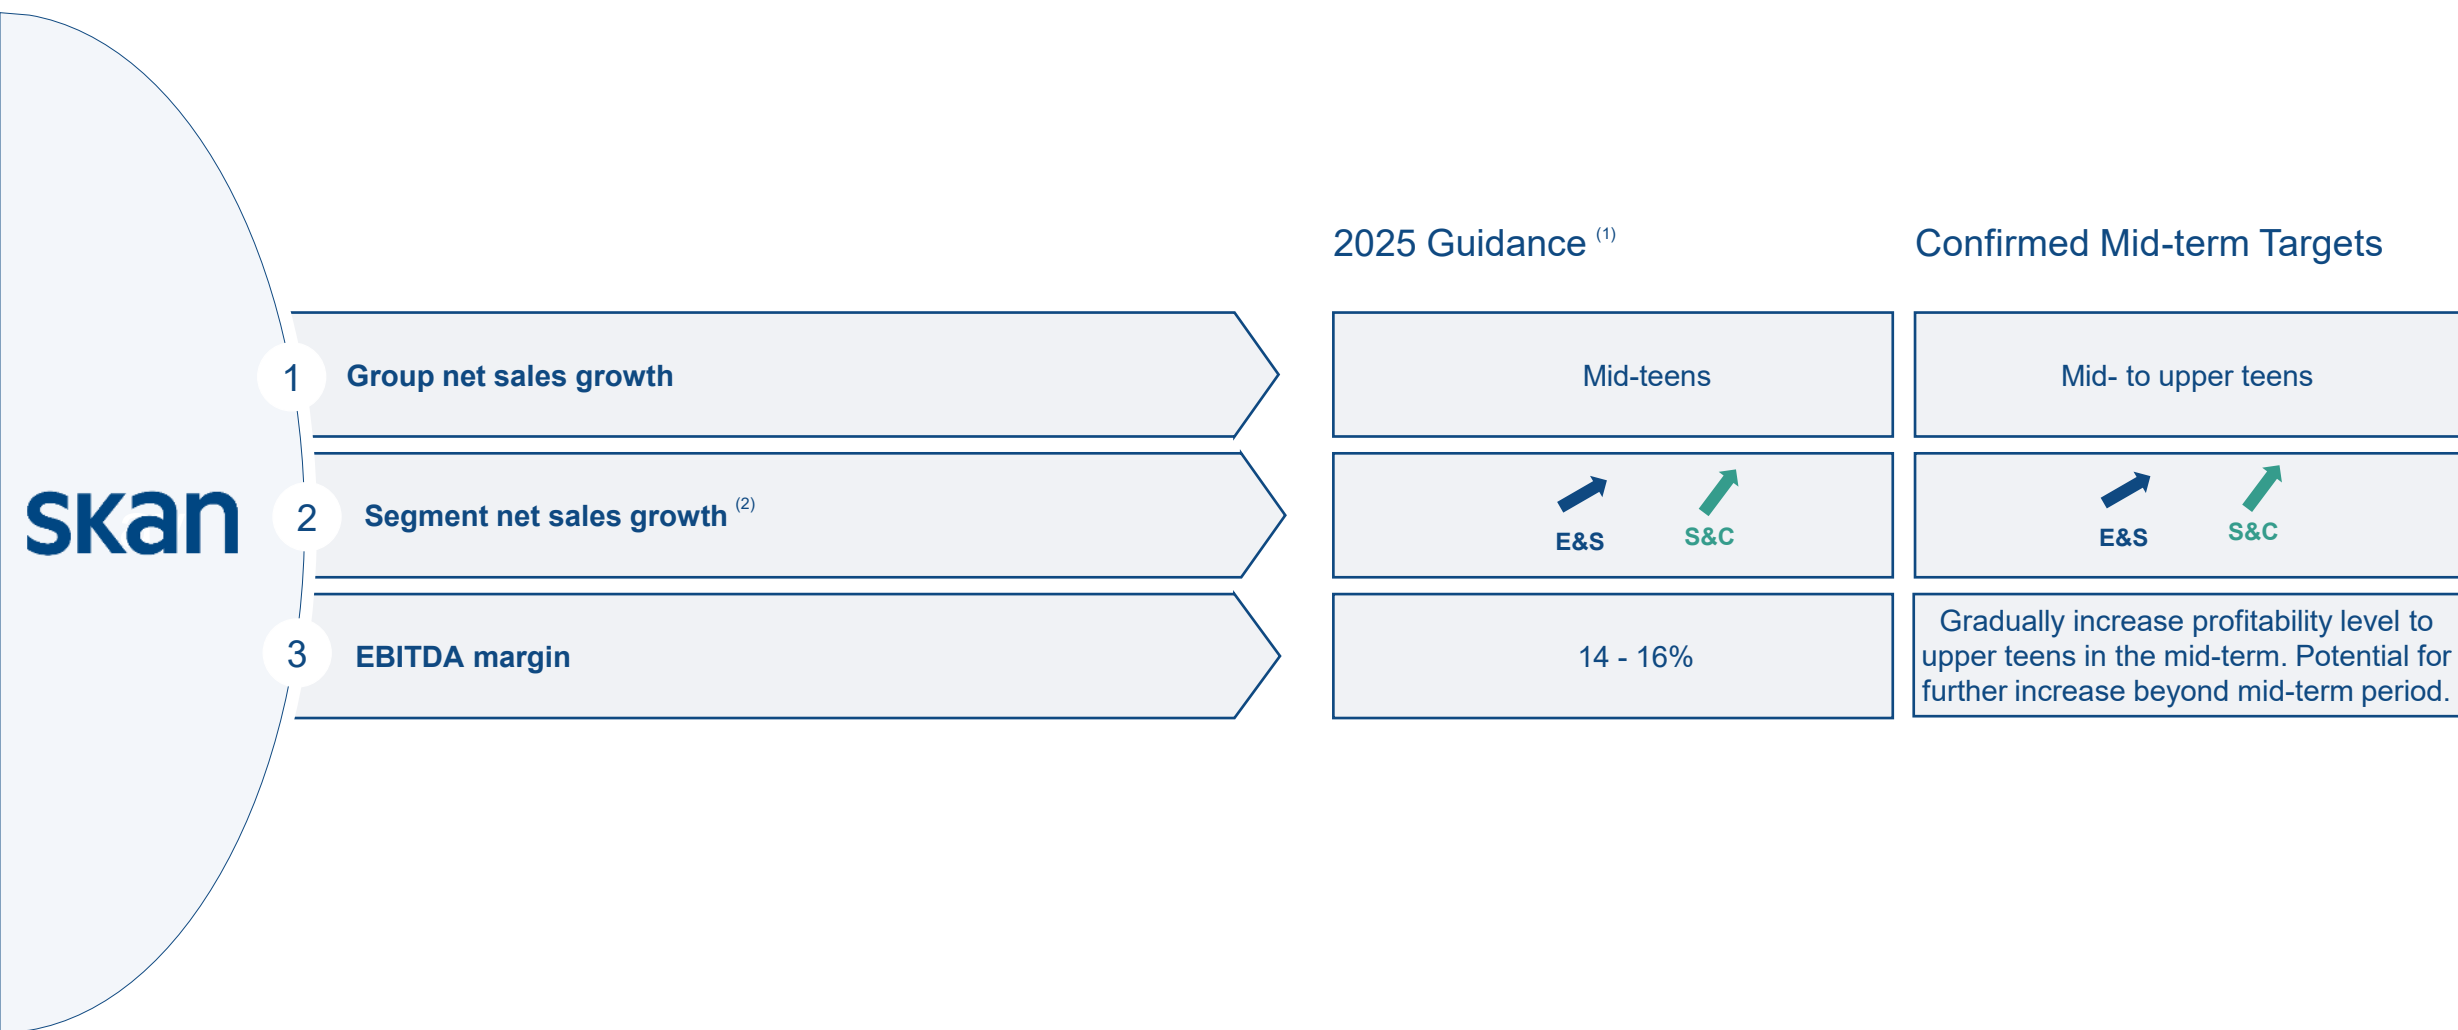 skan
2025 Guidance (1)
Confirmed Mid-term Targets
1
Group net sales growth
Mid-teens
Mid- to upper teens
2
Segment net sales growth (2)
E&S
S&C
E&S
S&C
3
EBITDA margin
14 - 16%
Gradually increase profitability level to
upper teens in the mid-term. Potential for
further increase beyond mid-term period.